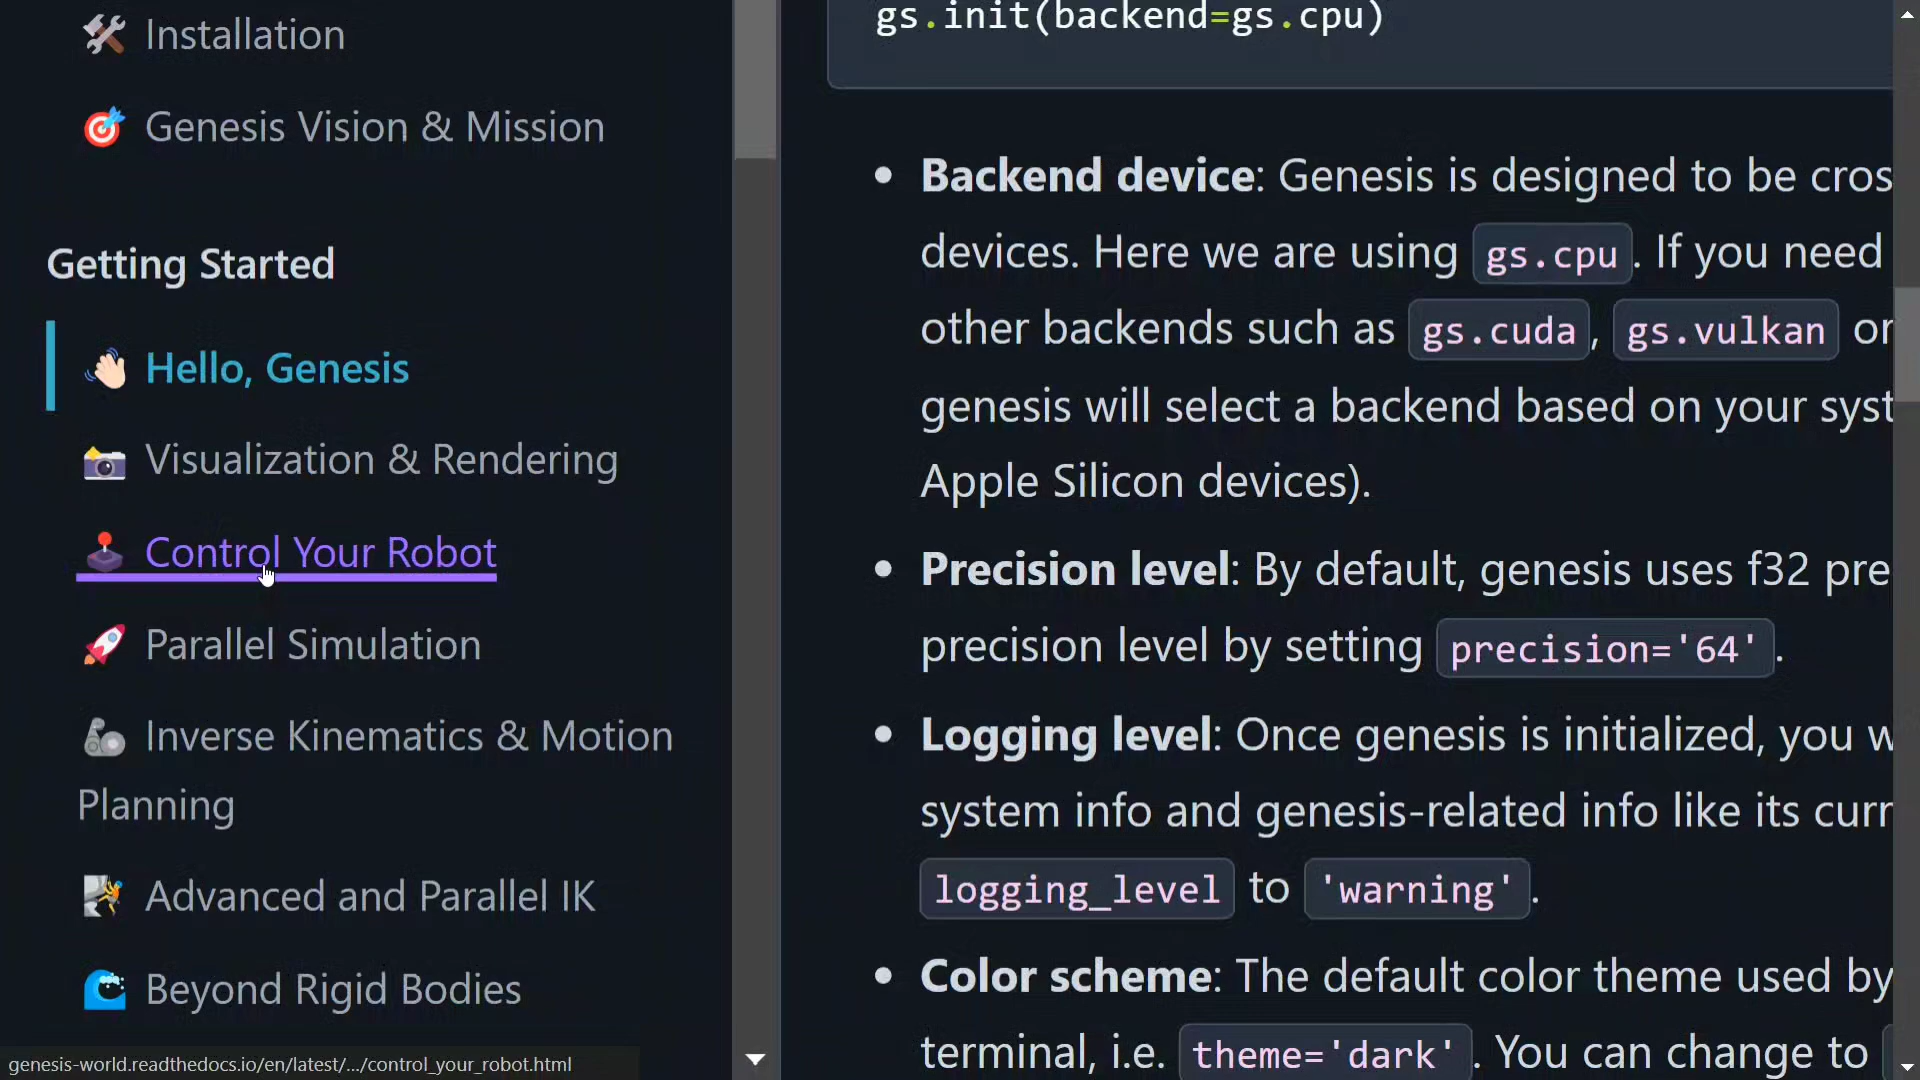 Installation
Genesis Vision & Mission
Getting Started
Hello, Genesis
Visualization & Rendering
Control Your Robot
Parallel Simulation
Inverse Kinematics & Motion
Planning
Advanced and Parallel IK
Beyond Rigid Bodies
genesis-world.readthedocs.io/en/latest/.../control_your_robot.html
gs.init(backend=gs.cpu)
Backend device: Genesis is designed to be cros
devices. Here we are using gs.cpu. If you need
other backends such as gs.cuda, gs.vulkan or
genesis will select a backend based on your syst
Apple Silicon devices).
Precision level: By default, genesis uses f32 pre
precision level by setting precision='64'.
Logging level: Once genesis is initialized, you w
system info and genesis-related info like its curr
logging_level to 'warning'.
Color scheme: The default color theme used by
terminal, i.e. theme='dark'. You can change to